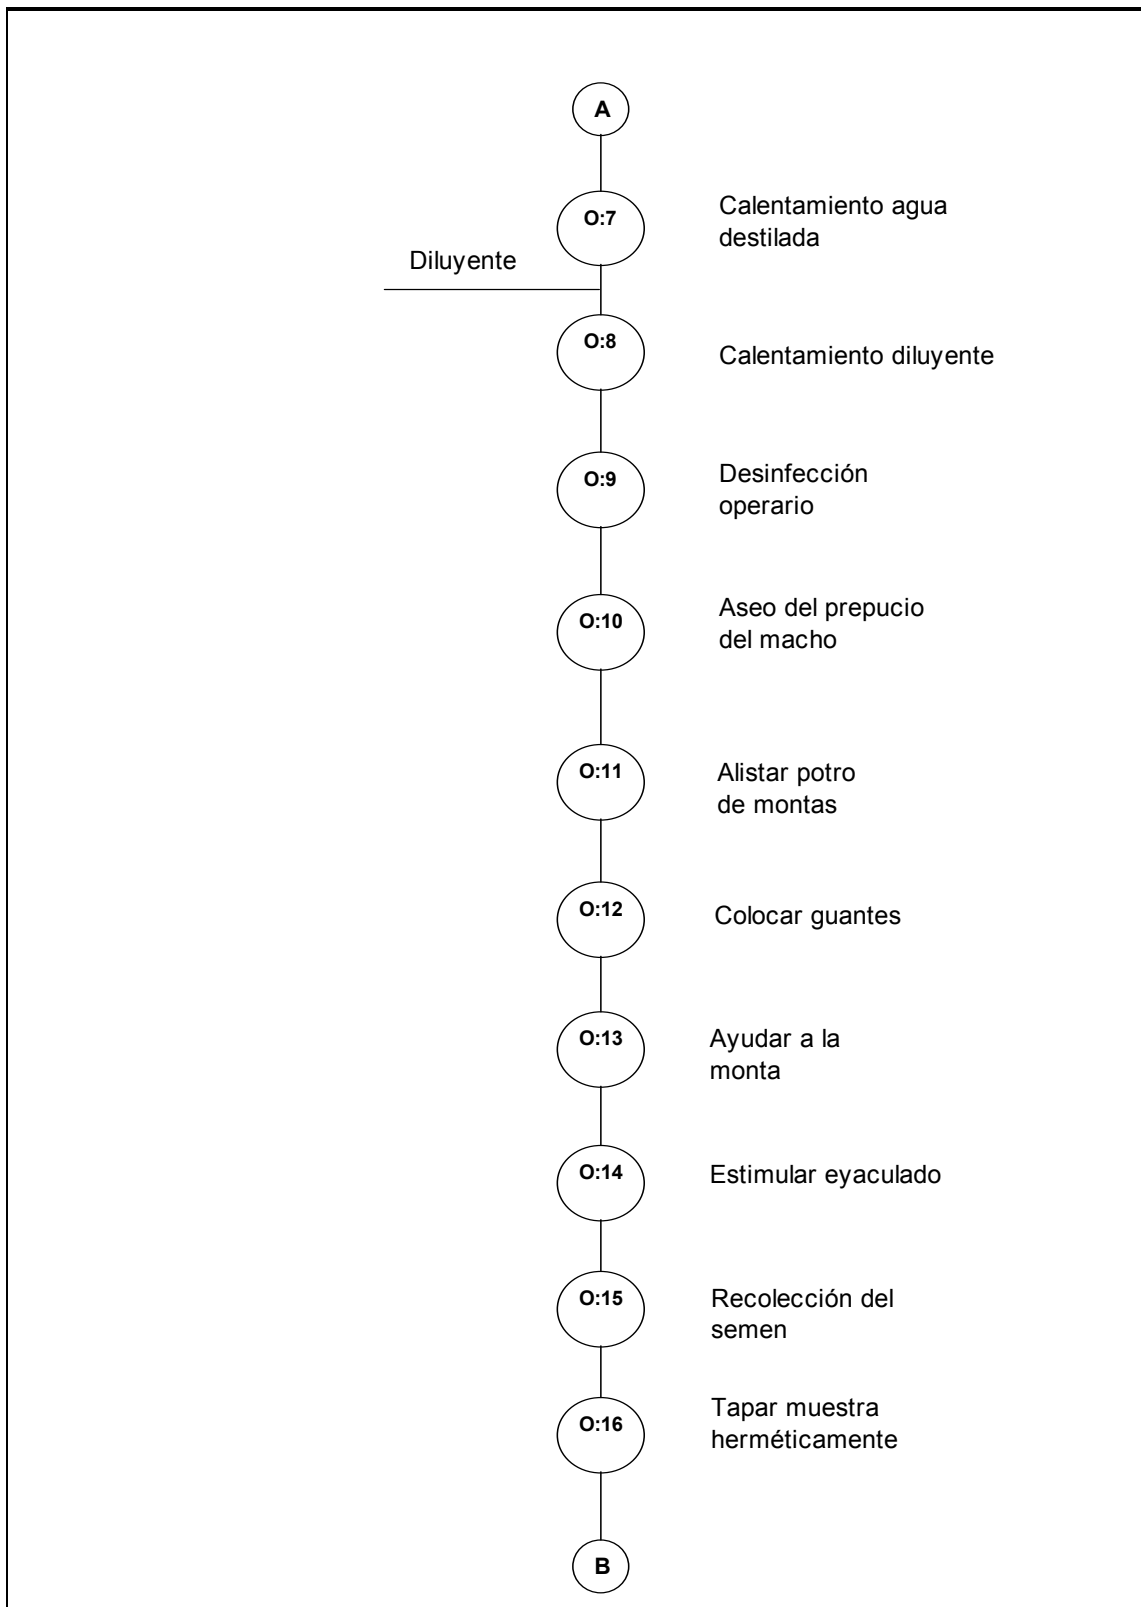 A
O:7
Calentamiento agua
destilada
Diluyente
O:8
Calentamiento diluyente
O:9
Desinfección
operario
O:10
Aseo del prepucio
del macho
O:11
Alistar potro
de montas
O:12
Colocar guantes
O:13
Ayudar a la
monta
O:14
Estimular eyaculado
O:15
Recolección del
semen
O:16
Tapar muestra
herméticamente
B